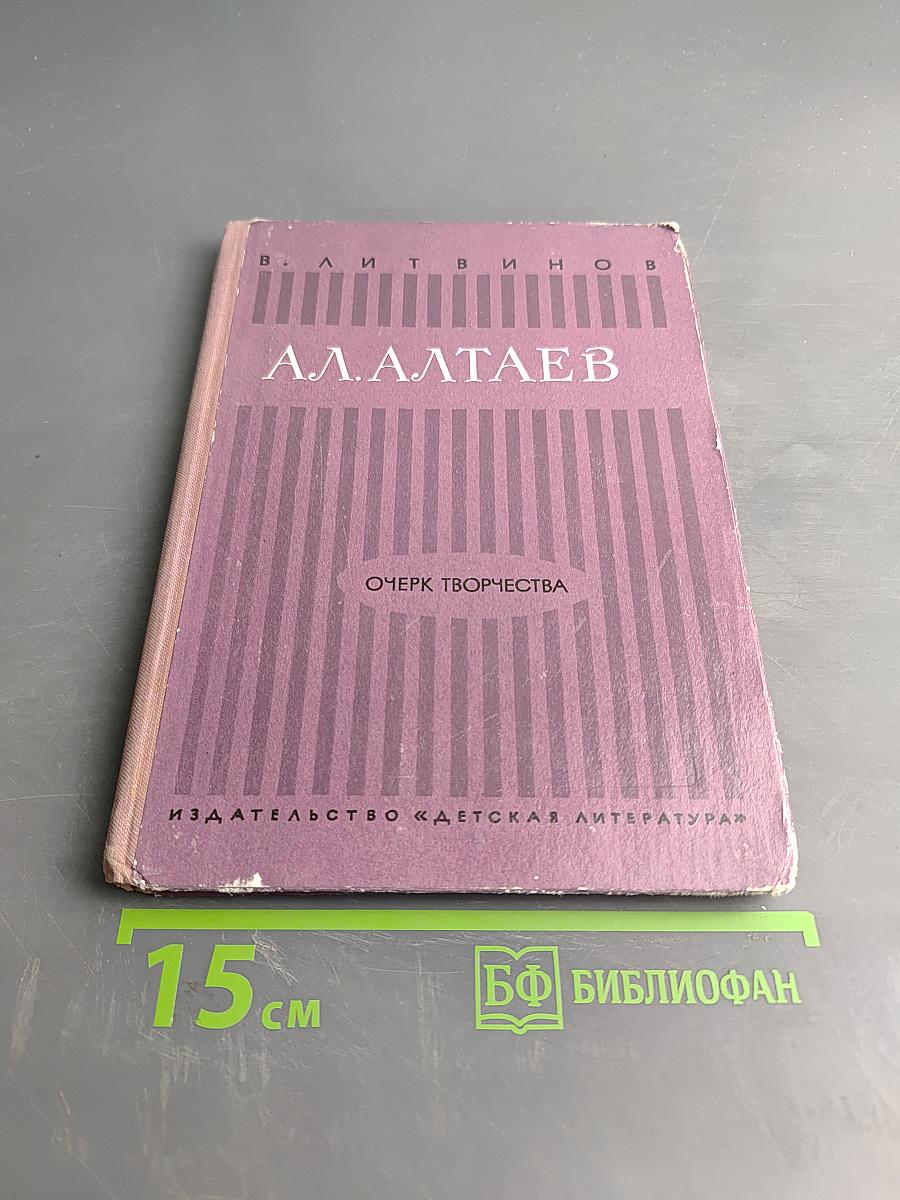 В. ЛИТВИНОВ
АЛ. АЛТАЕВ
ОЧЕРК ТВОРЧЕСТВА
ИЗДАТЕЛЬСТВО «ДЕТСКАЯ ЛИТЕРАТУРА»
15 см
БФ БИБЛИОФАН